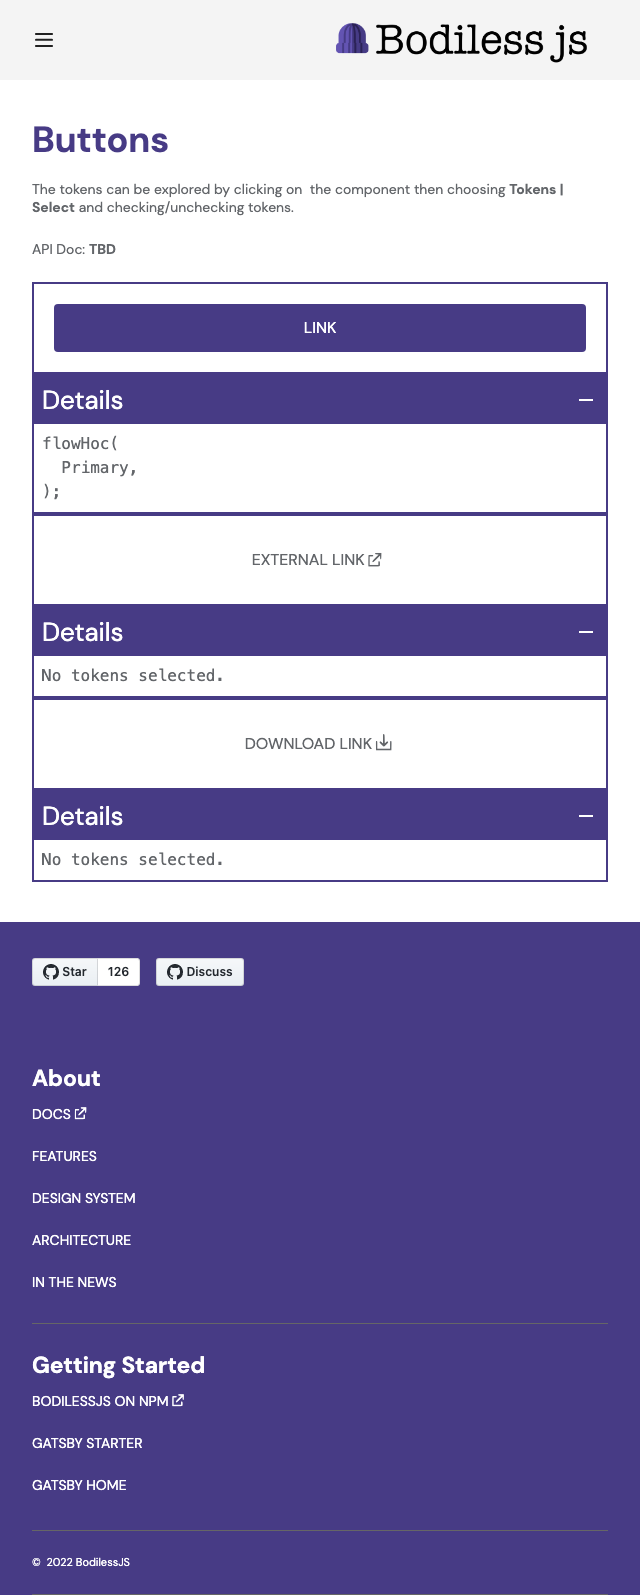 Bodiless js
Buttons
The tokens can be explored by clicking on  the component then choosing Tokens |
Select and checking/unchecking tokens.
API Doc: TBD
LINK
Details
flowHoc(
  Primary,
);
EXTERNAL LINK
Details
No tokens selected.
DOWNLOAD LINK
Details
No tokens selected.
Star 126 Discuss
About
DOCS
FEATURES
DESIGN SYSTEM
ARCHITECTURE
IN THE NEWS
Getting Started
BODILESSJS ON NPM
GATSBY STARTER
GATSBY HOME
© 2022 BodilessJS